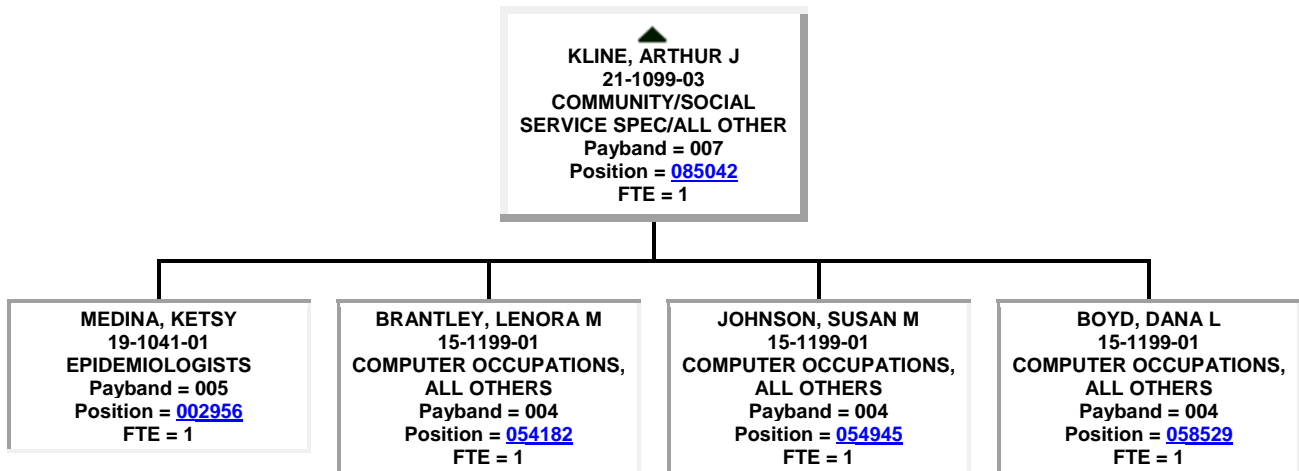 KLINE, ARTHUR J
21-1099-03
COMMUNITY/SOCIAL
SERVICE SPEC/ALL OTHER
Payband = 007
Position = 085042
FTE = 1
MEDINA, KETSY
19-1041-01
EPIDEMIOLOGISTS
Payband = 005
Position = 002956
FTE = 1
BRANTLEY, LENORA M
15-1199-01
COMPUTER OCCUPATIONS,
ALL OTHERS
Payband = 004
Position = 054182
FTE = 1
JOHNSON, SUSAN M
15-1199-01
COMPUTER OCCUPATIONS,
ALL OTHERS
Payband = 004
Position = 054945
FTE = 1
BOYD, DANA L
15-1199-01
COMPUTER OCCUPATIONS,
ALL OTHERS
Payband = 004
Position = 058529
FTE = 1